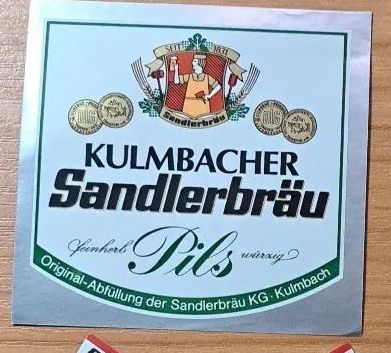 SEIT 1831
Sandlerbräu
KULMBACHER
Sandlerbräu
feinherb Pils würzig
Original-Abfüllung der Sandlerbräu KG · Kulmbach